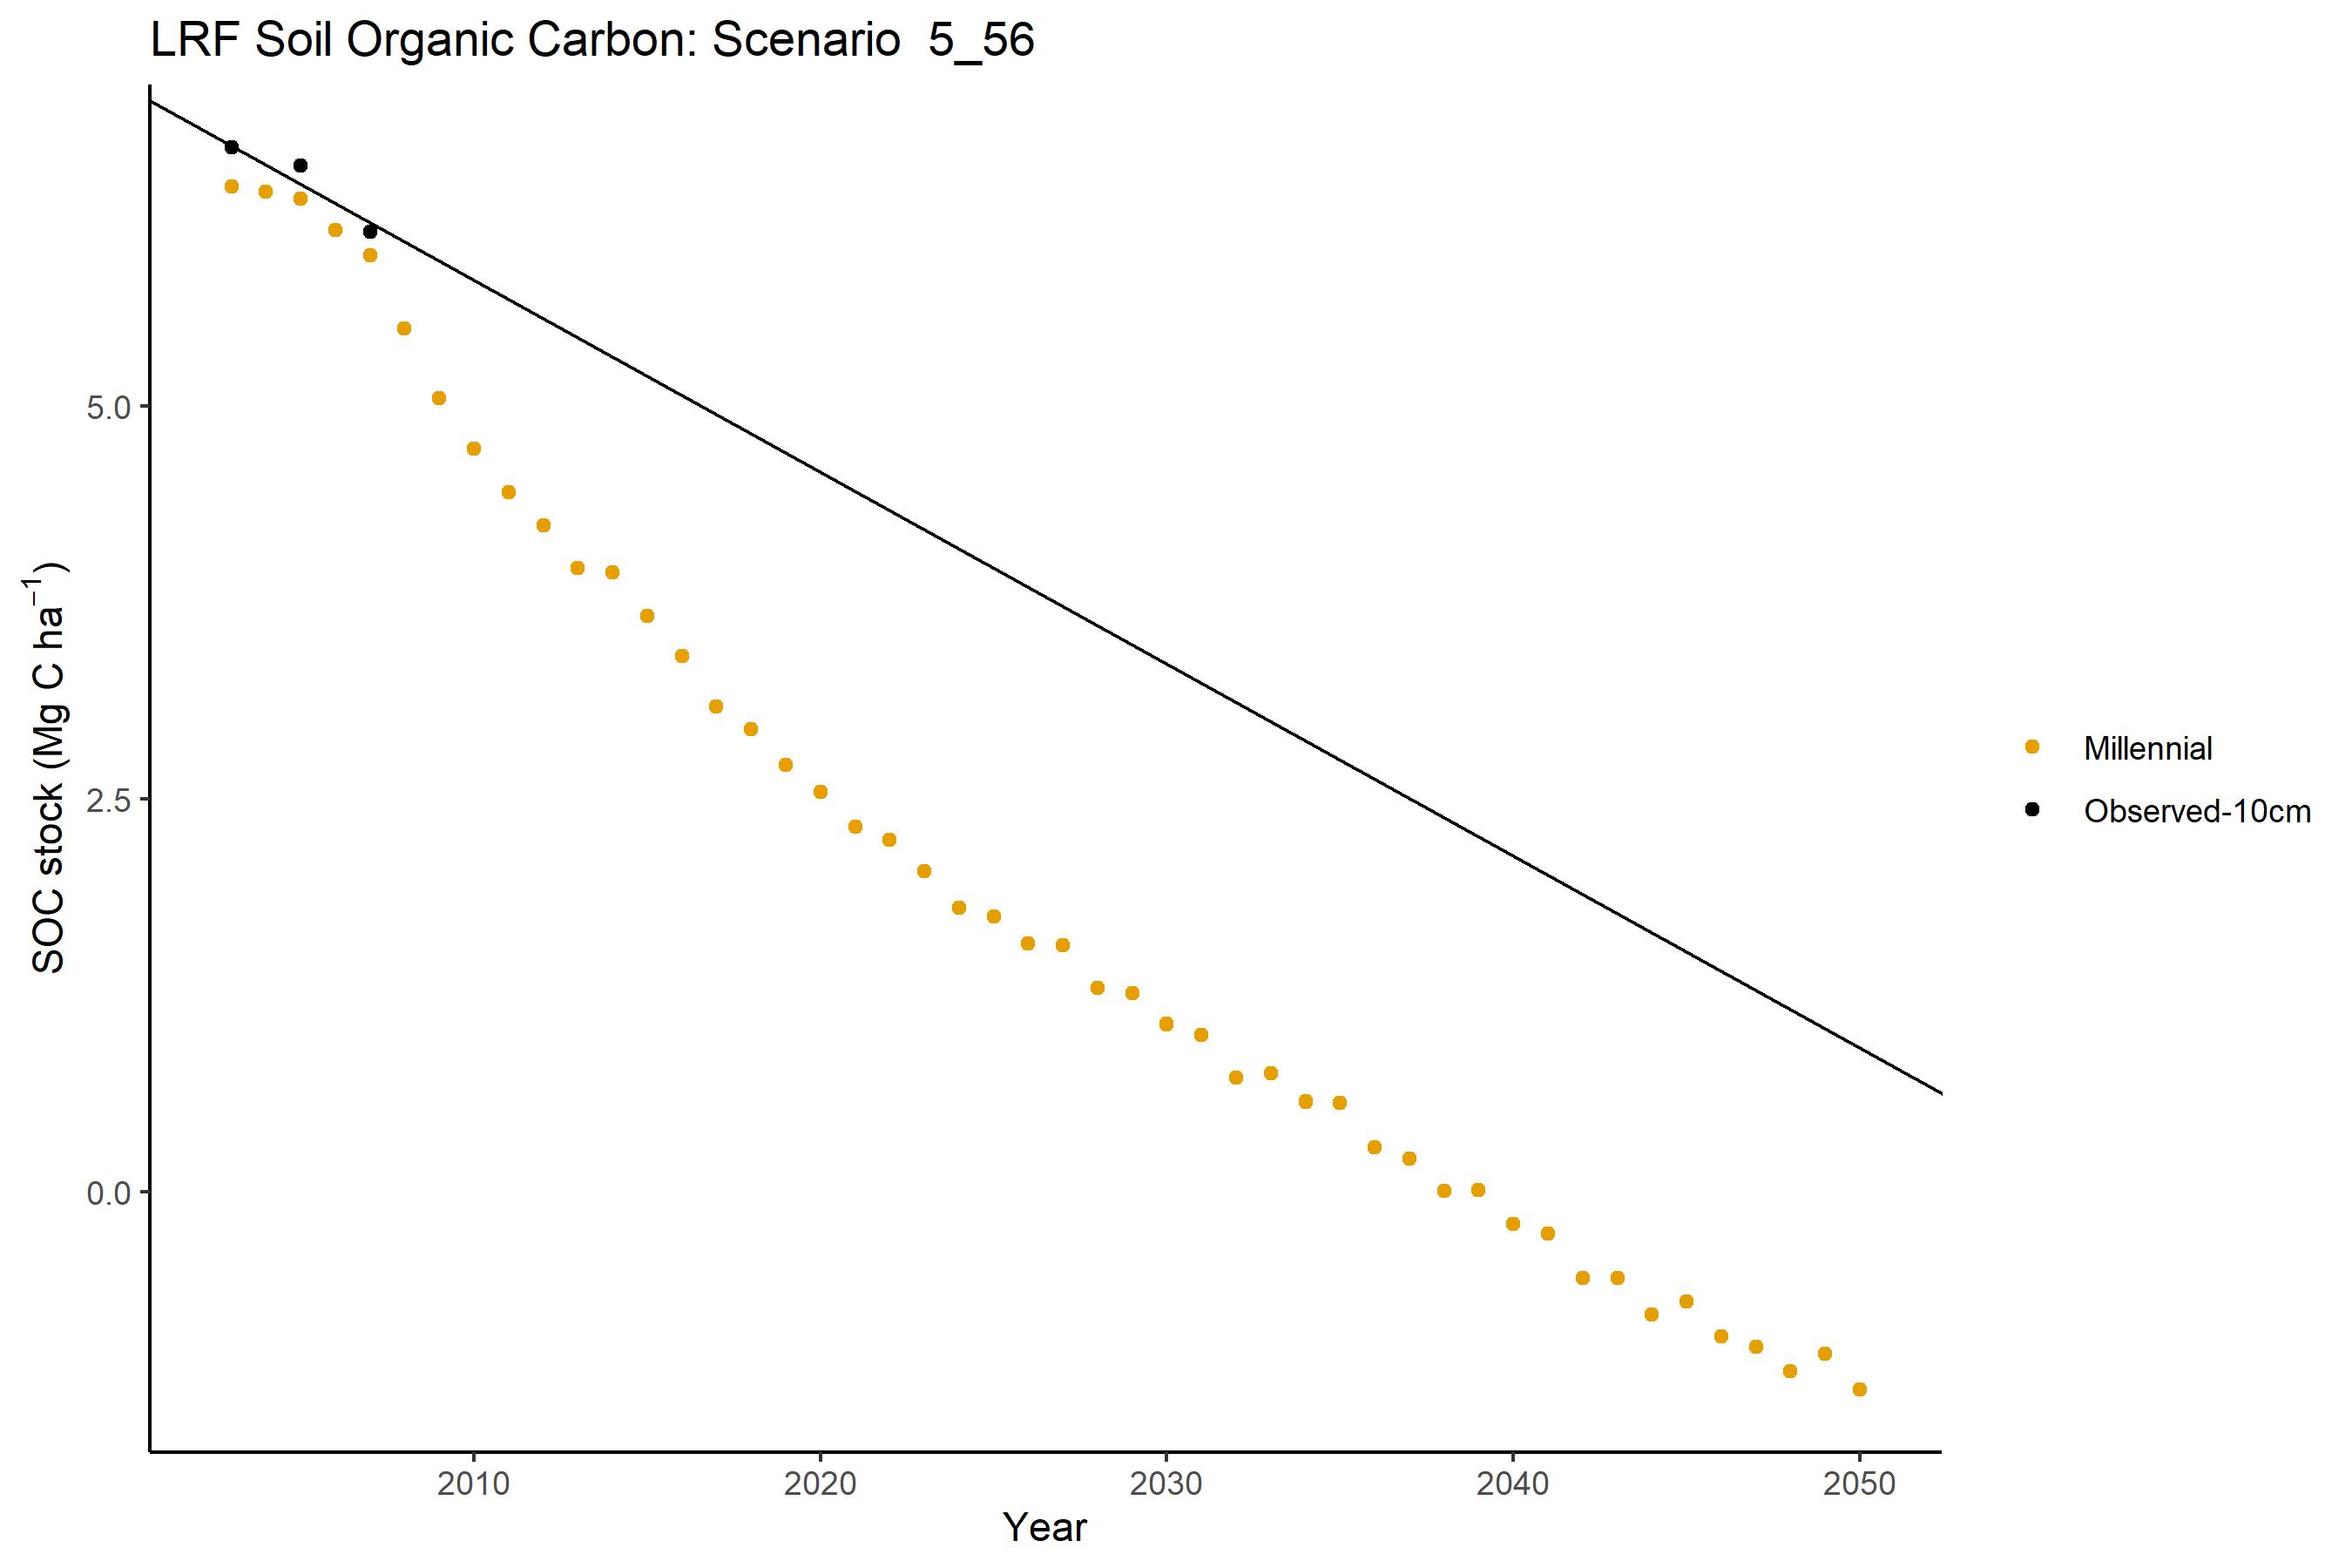 LRF Soil Organic Carbon: Scenario  5_56
SOC stock (Mg C ha⁻¹)
5.0
2.5
0.0
2010
2020
2030
2040
2050
Year
Millennial
Observed-10cm